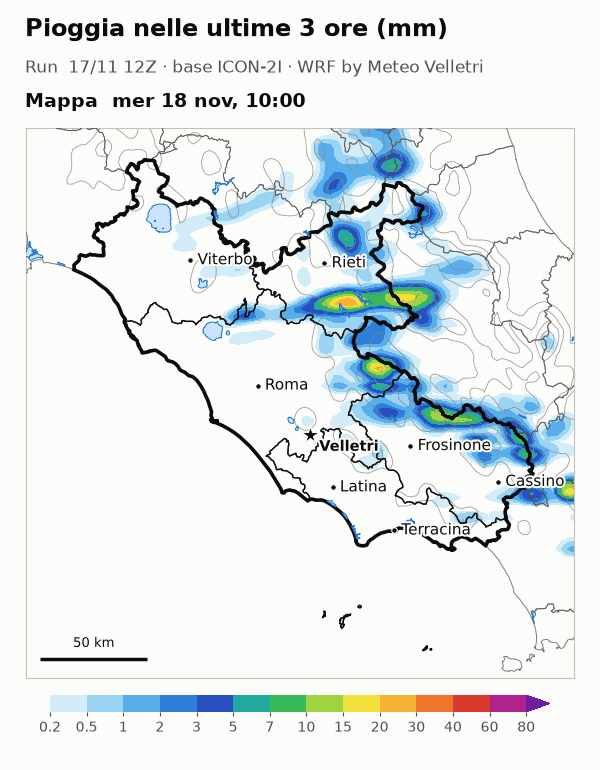 Pioggia nelle ultime 3 ore (mm)
Run  17/11 12Z · base ICON-2I · WRF by Meteo Velletri
Mappa  mer 18 nov, 10:00
Viterbo
Rieti
Roma
Velletri
Frosinone
Cassino
Latina
Terracina
50 km
0.2 0.5 1 2 3 5 7 10 15 20 30 40 60 80